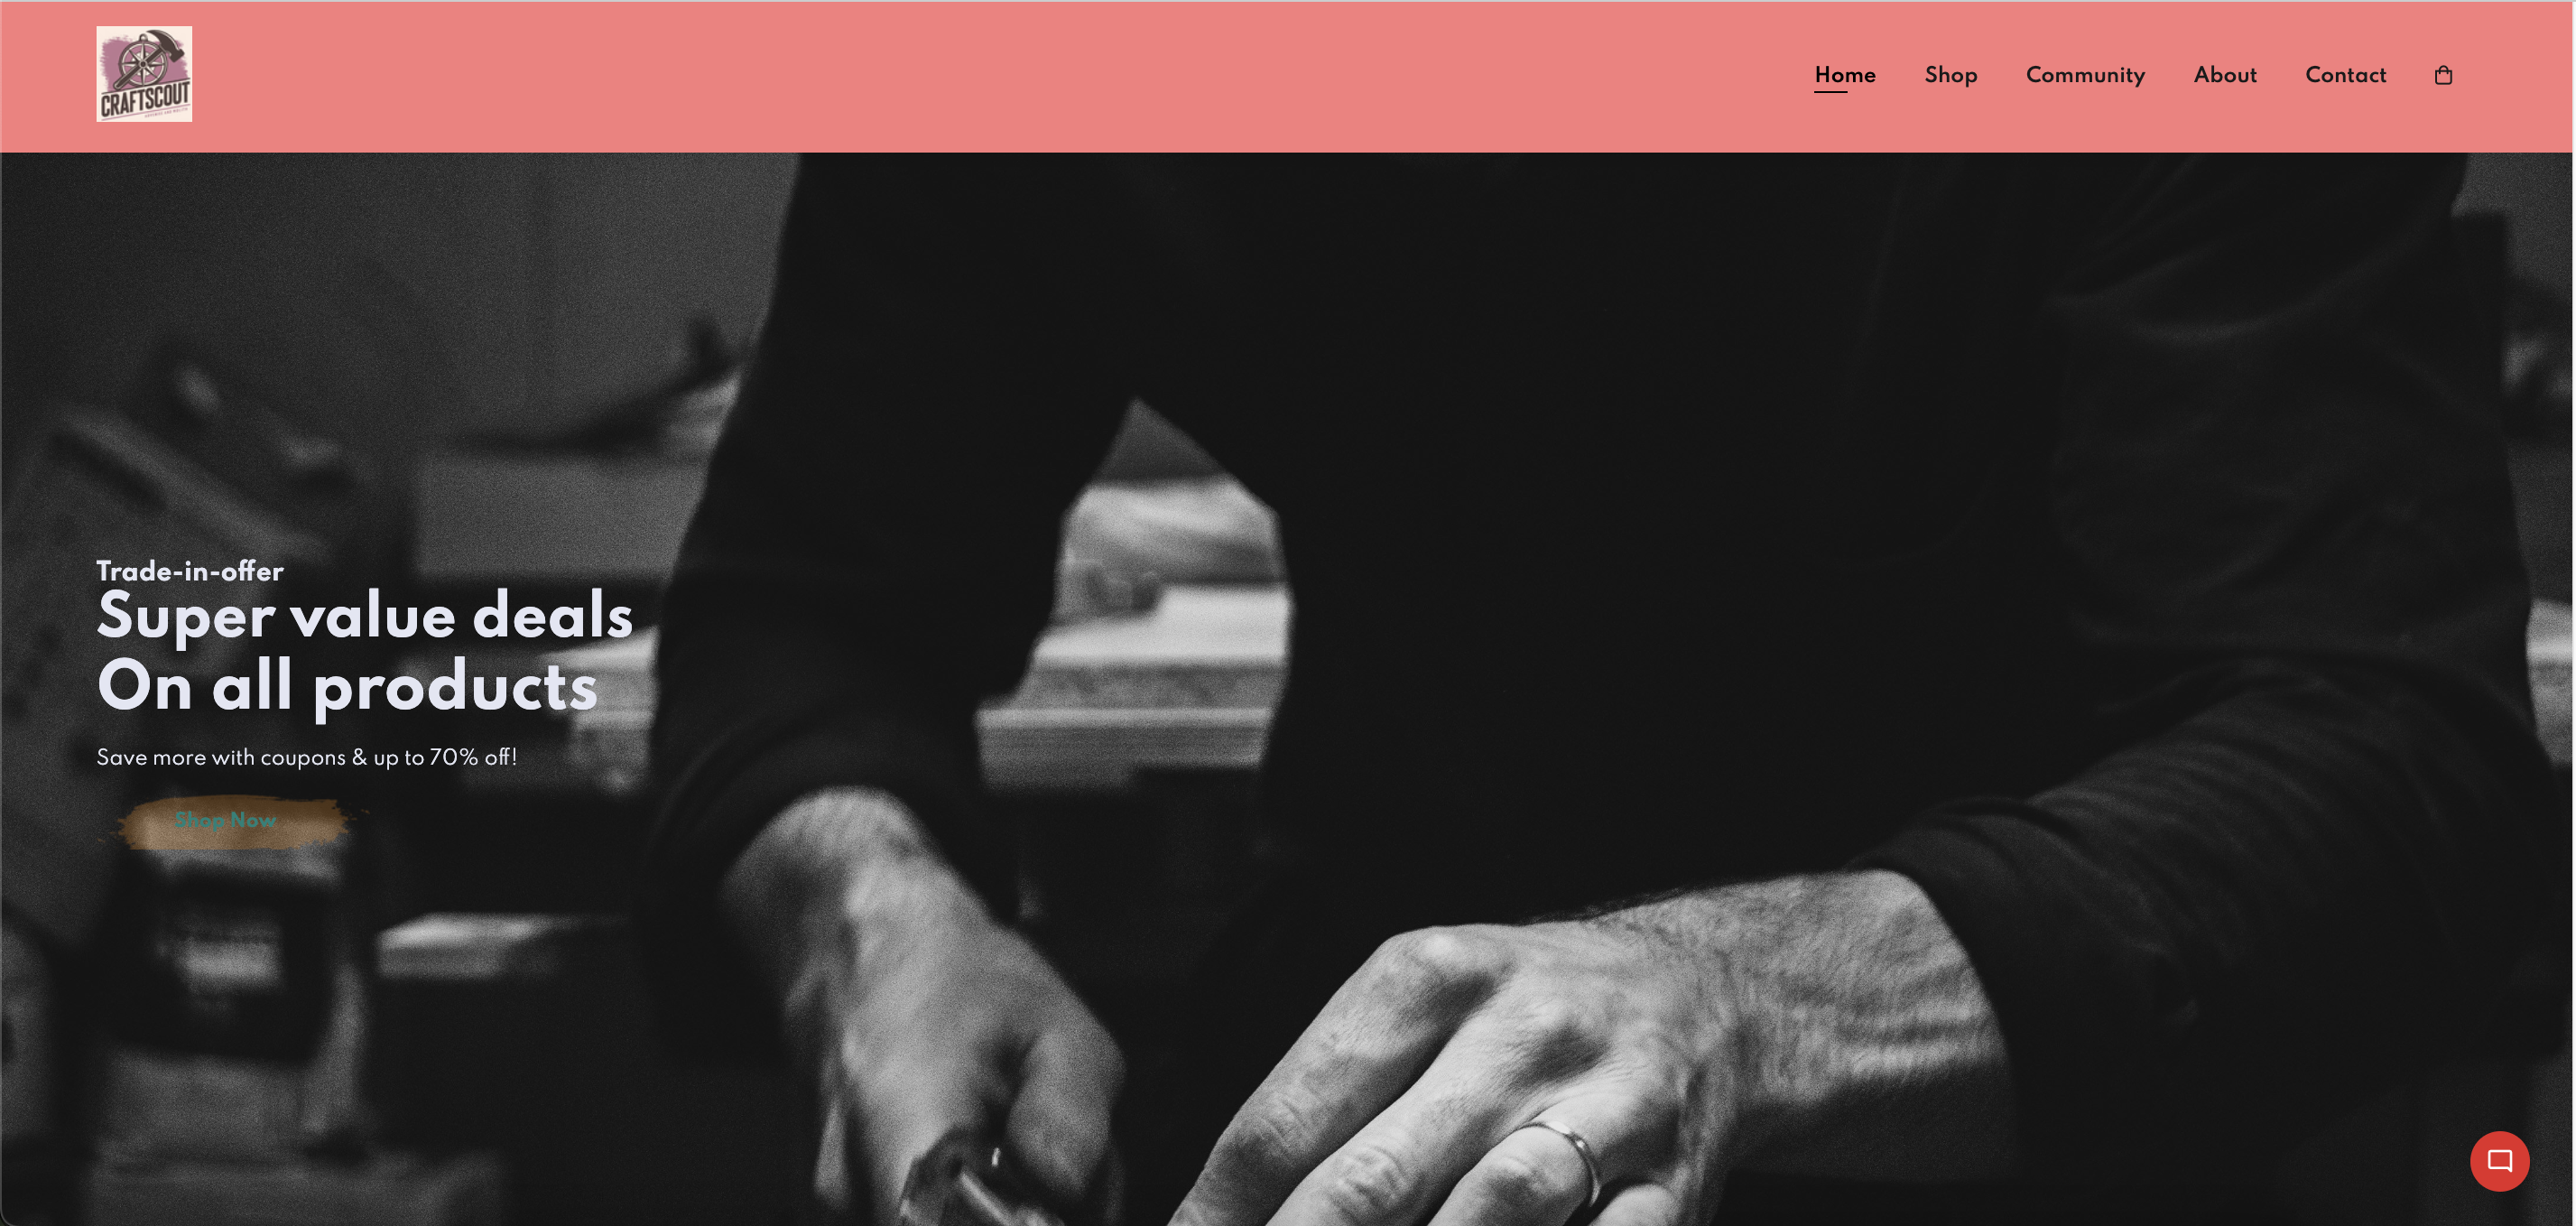 CRAFTSCOUT
Home
Shop
Community
About
Contact
Trade-in-offer
Super value deals
On all products
Save more with coupons & up to 70% off!
Shop Now